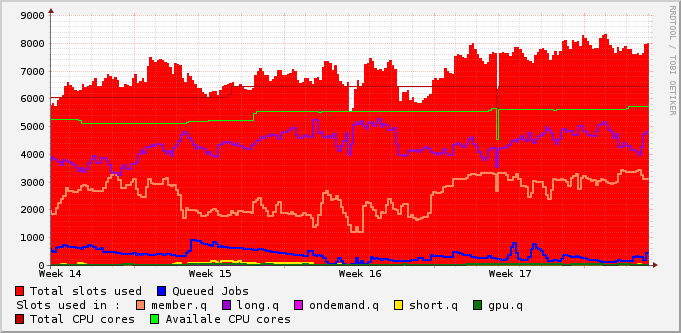 9000
8000
7000
6000
5000
4000
3000
2000
1000
0
Week 14 Week 15 Week 16 Week 17
Total slots used Queued Jobs
Slots used in : member.q long.q ondemand.q short.q gpu.q
Total CPU cores Availale CPU cores
RRDTOOL / TOBI OETIKER